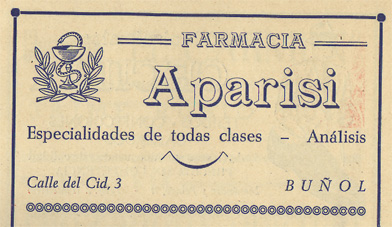 FARMACIA
Aparisi
Especialidades de todas clases – Análisis
Calle del Cid, 3 BUÑOL